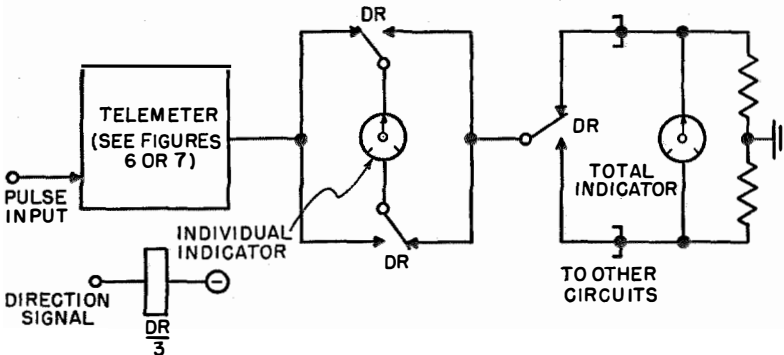 DR
TELEMETER
(SEE FIGURES
6 OR 7)
PULSE
INPUT
INDIVIDUAL
INDICATOR
DR
DR
TOTAL
INDICATOR
TO OTHER
CIRCUITS
DIRECTION
SIGNAL
DR
3